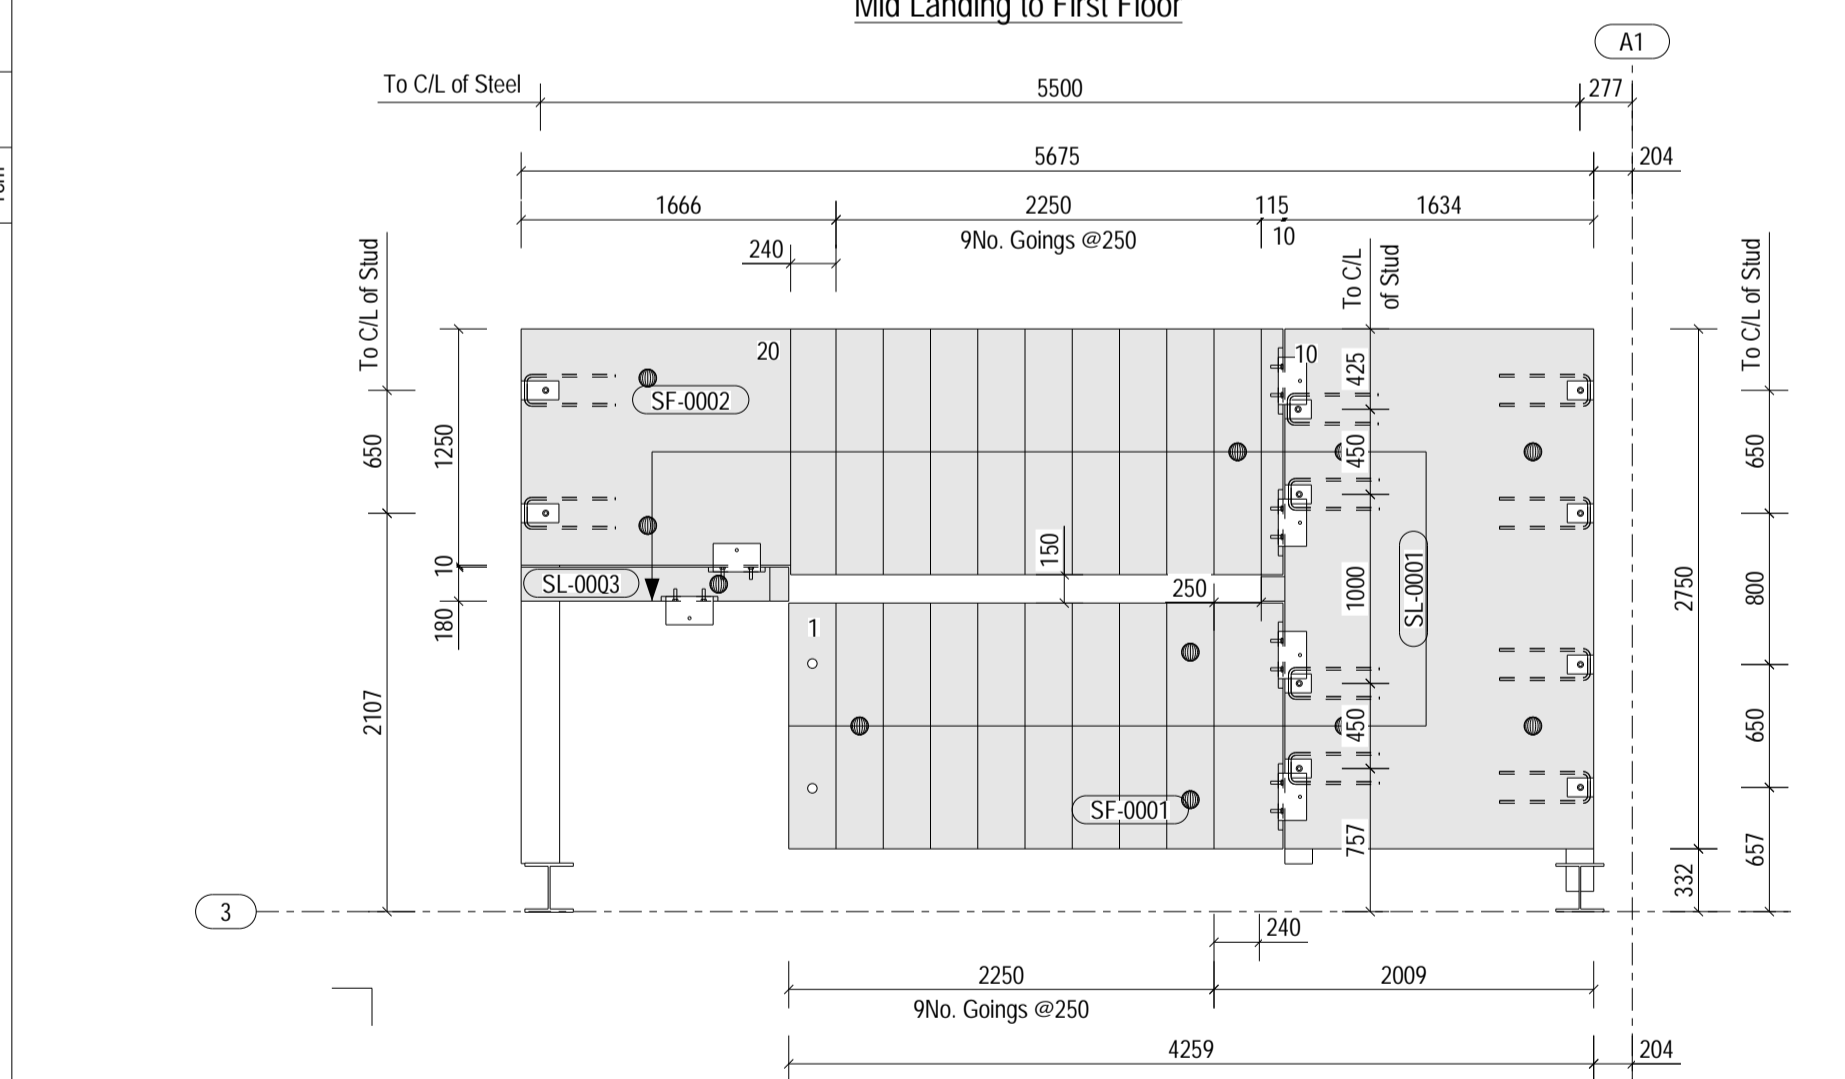 Mid Landing to First Floor
A1
To C/L of Steel
5500
277
5675
204
1666
2250
115
1634
9No. Goings @250
10
240
To C/L of Stud
To C/L
of Stud
To C/L of Stud
20
10
425
SF-0002
650
1250
450
650
150
10
SL-0003
250
1000
SL-0001
2750
800
180
1
2107
450
650
SF-0001
757
332
657
3
240
2250
2009
9No. Goings @250
4259
204